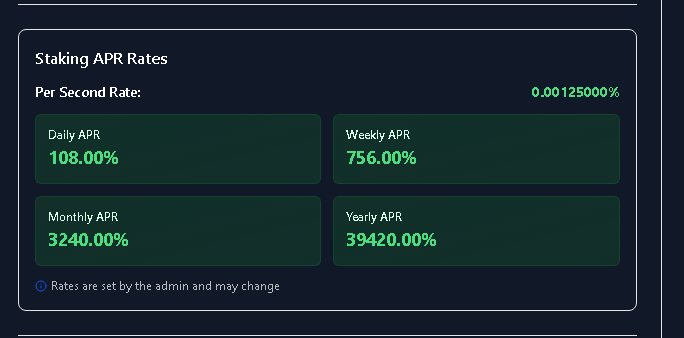 Staking APR Rates
Per Second Rate: 0.00125000%
Daily APR
108.00%
Weekly APR
756.00%
Monthly APR
3240.00%
Yearly APR
39420.00%
Rates are set by the admin and may change